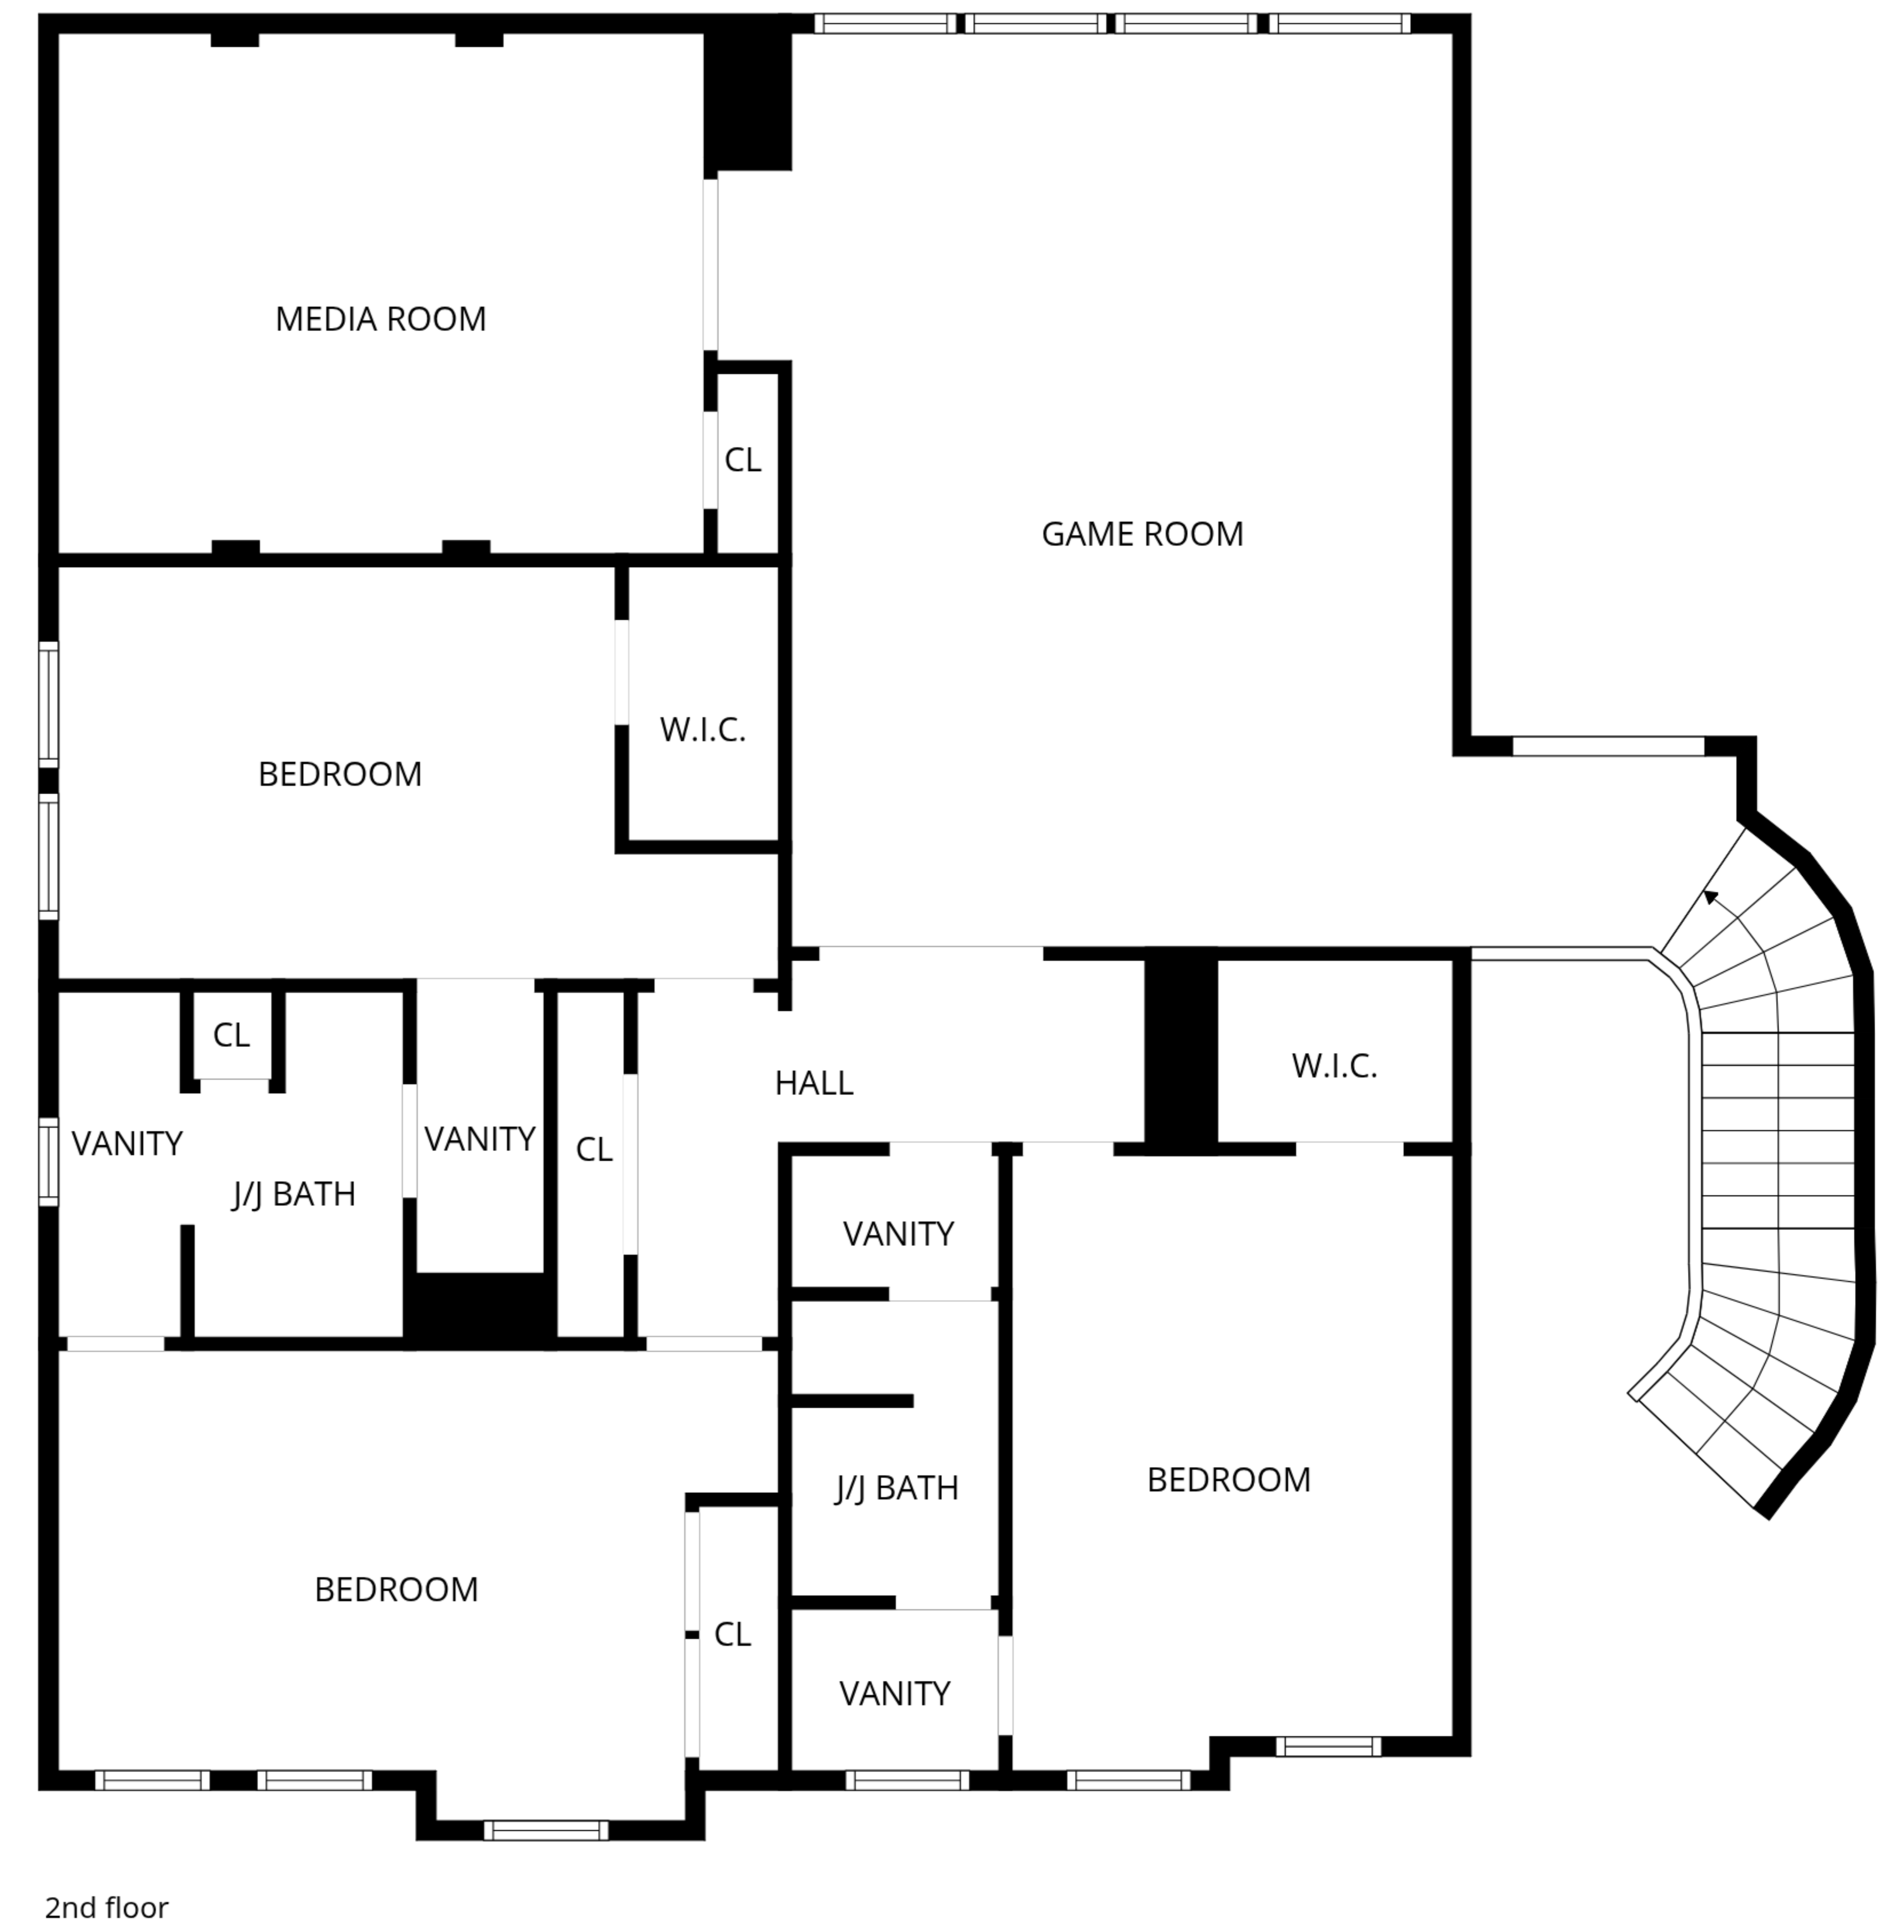 MEDIA ROOM
CL
GAME ROOM
W.I.C.
BEDROOM
CL
HALL
W.I.C.
VANITY
VANITY
CL
J/J BATH
VANITY
J/J BATH
BEDROOM
BEDROOM
CL
VANITY
2nd floor